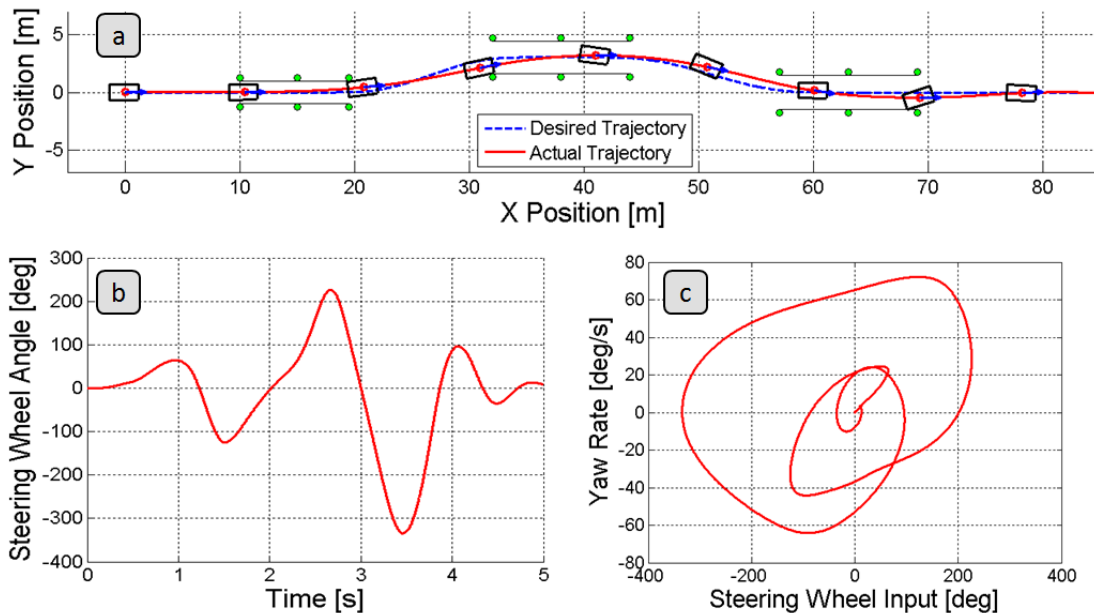 a
Y Position [m]
5
0
-5
Desired Trajectory
Actual Trajectory
0 10 20 30 40 50 60 70 80
X Position [m]
b
Steering Wheel Angle [deg]
300
200
100
0
-100
-200
-300
-400
0 1 2 3 4 5
Time [s]
c
Yaw Rate [deg/s]
80
60
40
20
0
-20
-40
-60
-80
-400 -200 0 200 400
Steering Wheel Input [deg]